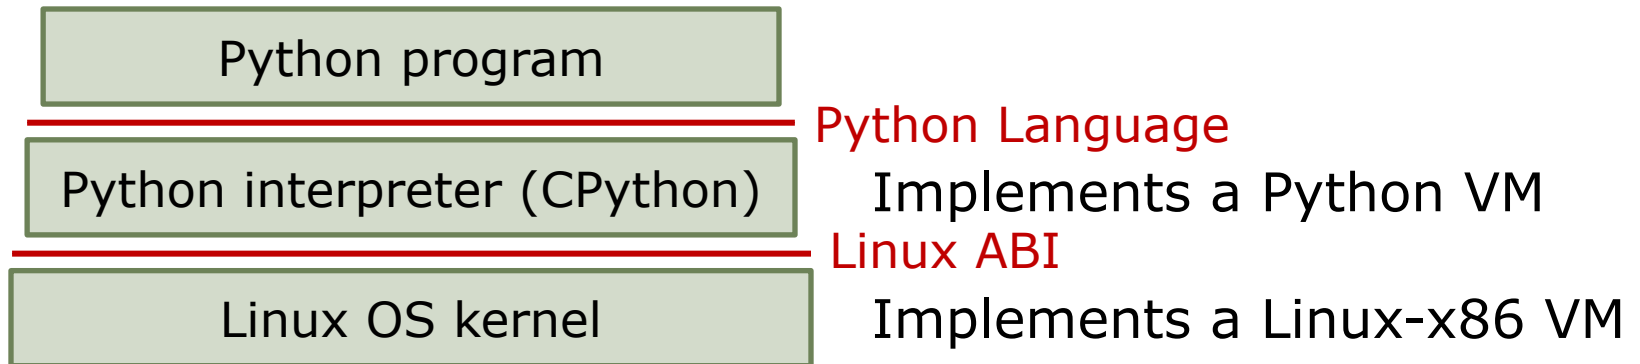 Python program
Python Language
Python interpreter (CPython)
Implements a Python VM
Linux ABI
Linux OS kernel
Implements a Linux-x86 VM